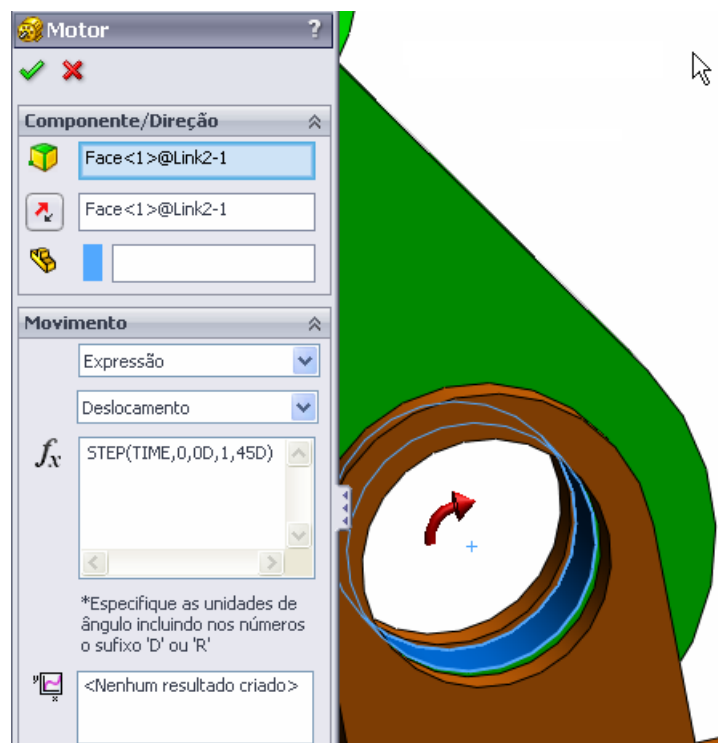 Motor ?
Componente/Direção
Face<1>@Link2-1
Face<1>@Link2-1
Movimento
Expressão
Deslocamento
fx
STEP(TIME,0,0D,1,45D)
*Especifique as unidades de
ângulo incluindo nos números
o sufixo 'D' ou 'R'
<Nenhum resultado criado>